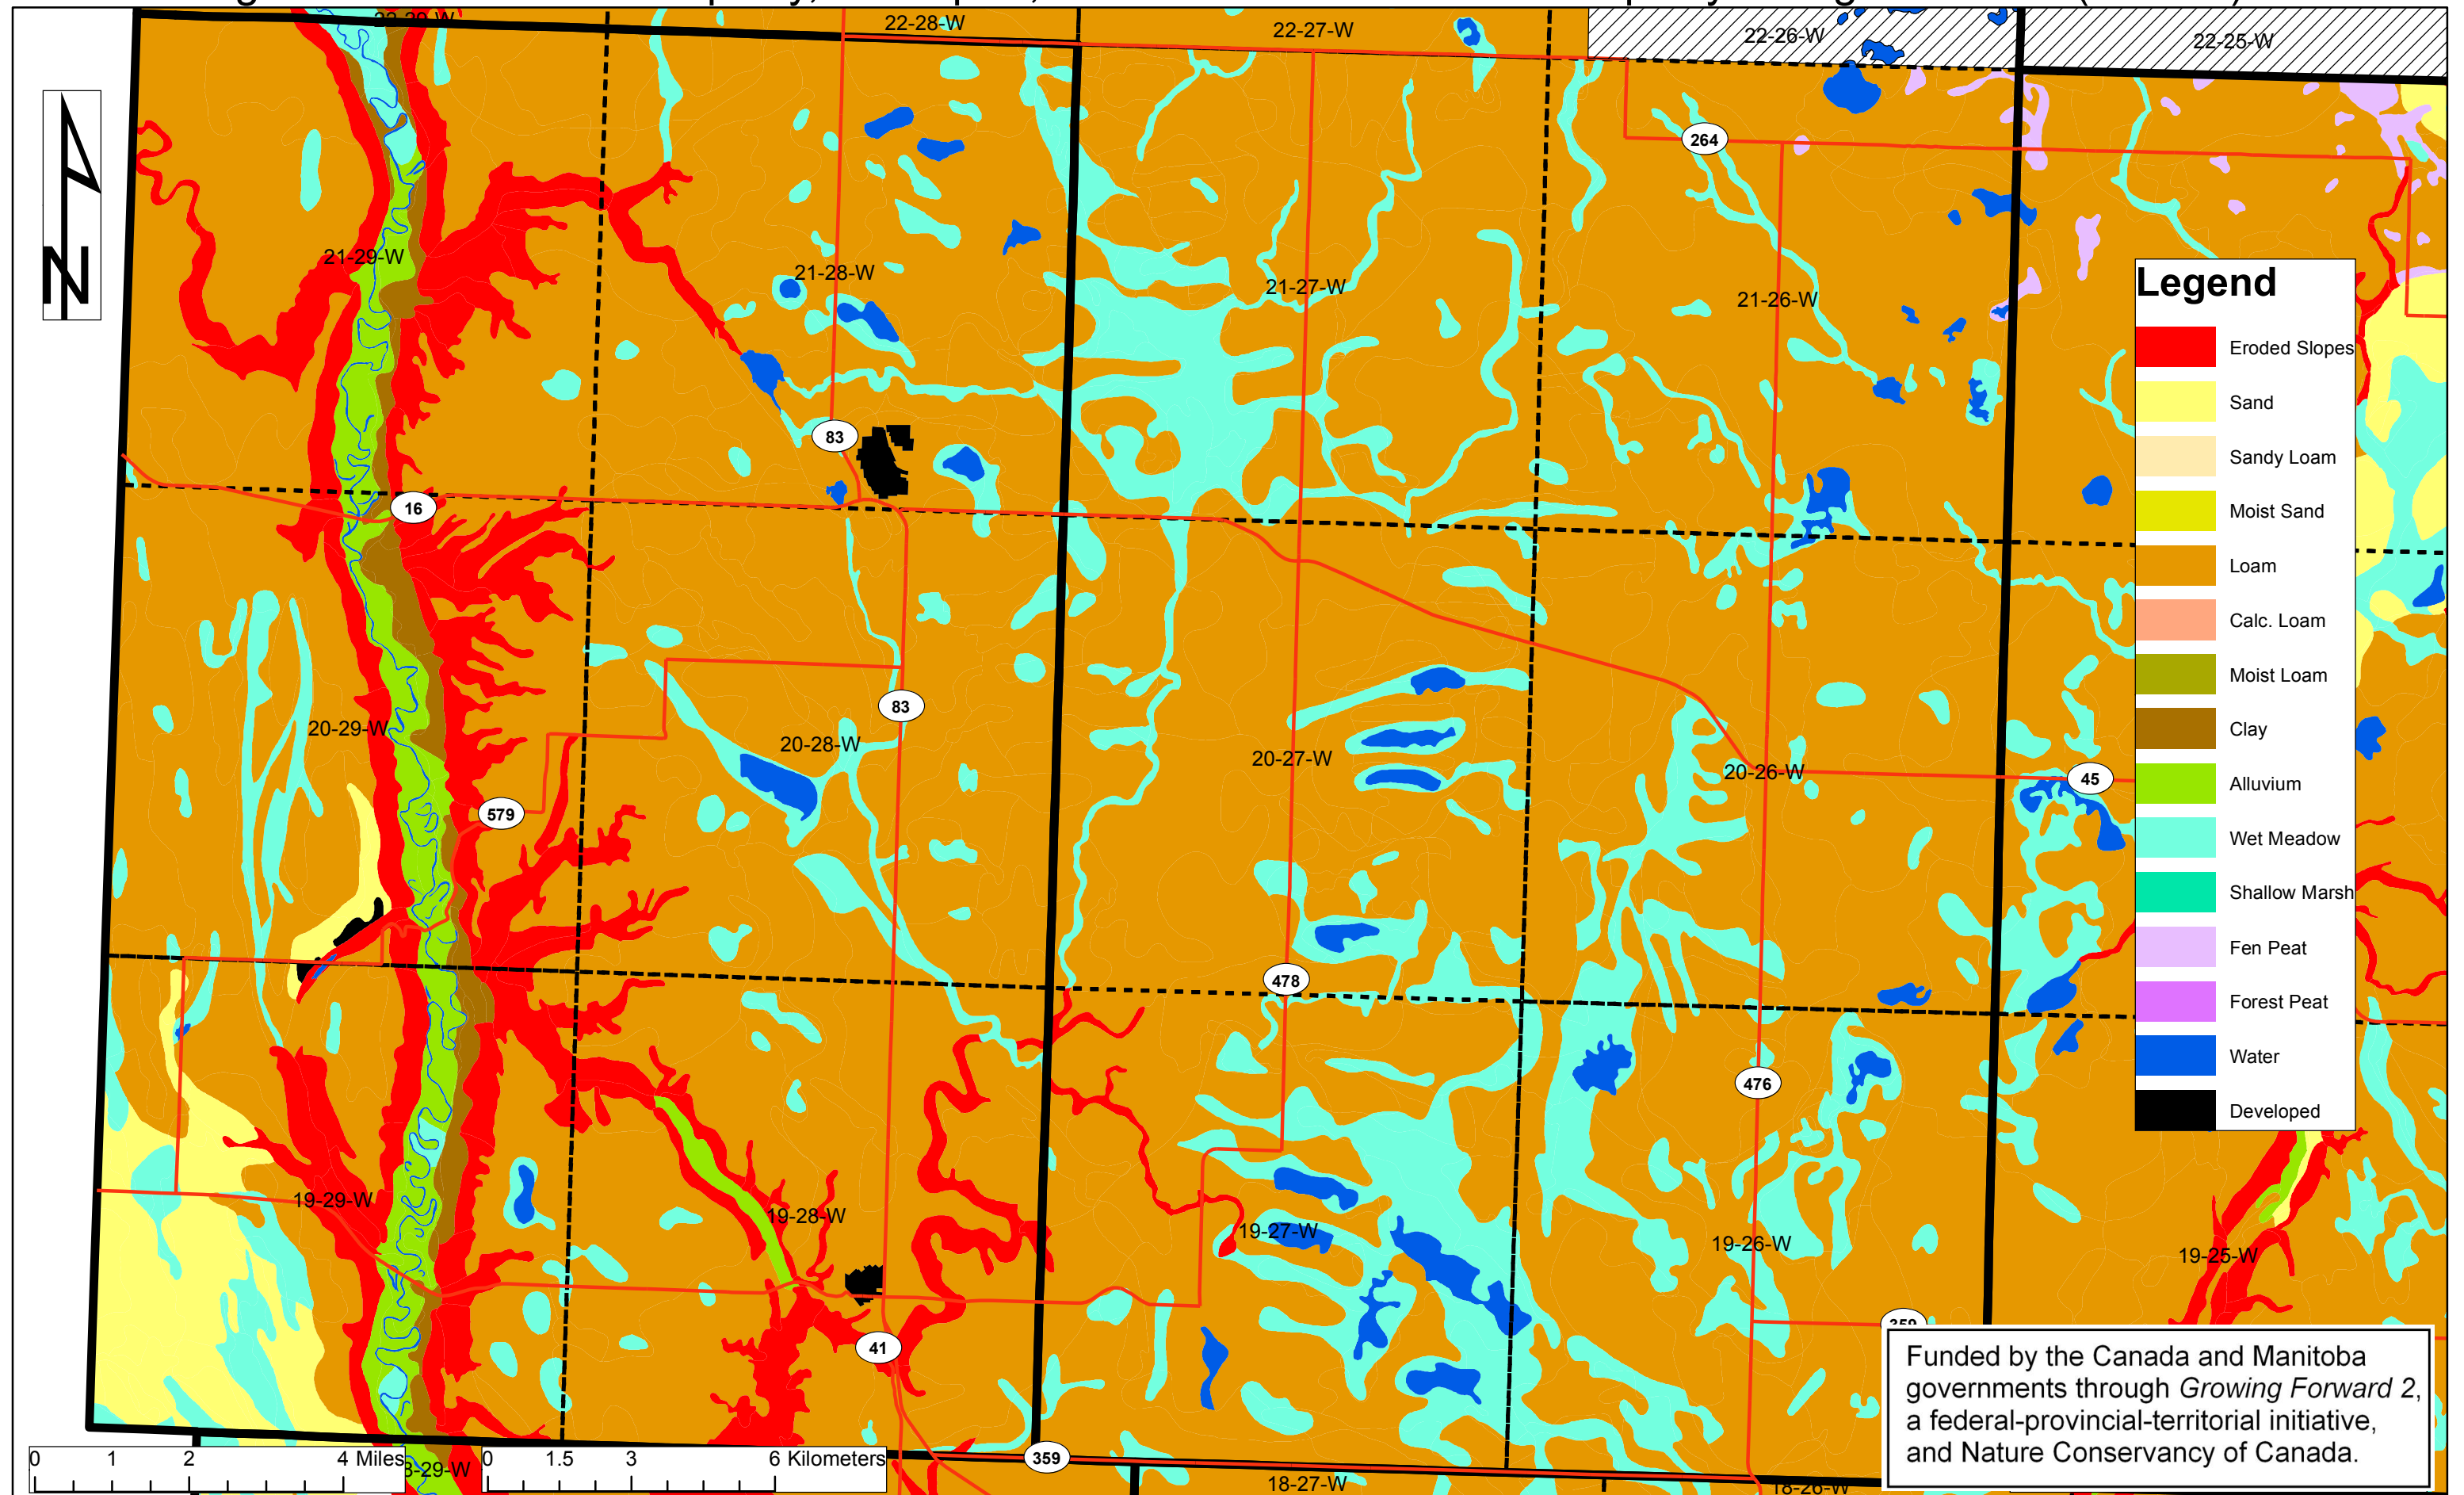 22-28-W
22-27-W
22-26-W
22-25-W
264
N
21-29-W
21-28-W
21-27-W
21-26-W
83
16
20-29-W
83
20-28-W
20-27-W
20-26-W
45
579
478
476
19-29-W
19-28-W
19-27-W
19-26-W
19-25-W
359
41
359
18-27-W
18-26-W
Legend
Eroded Slopes
Sand
Sandy Loam
Moist Sand
Loam
Calc. Loam
Moist Loam
Clay
Alluvium
Wet Meadow
Shallow Marsh
Fen Peat
Forest Peat
Water
Developed
0 1 2 4 Miles
0 1.5 3 6 Kilometers
Funded by the Canada and Manitoba
governments through Growing Forward 2,
a federal-provincial-territorial initiative,
and Nature Conservancy of Canada.